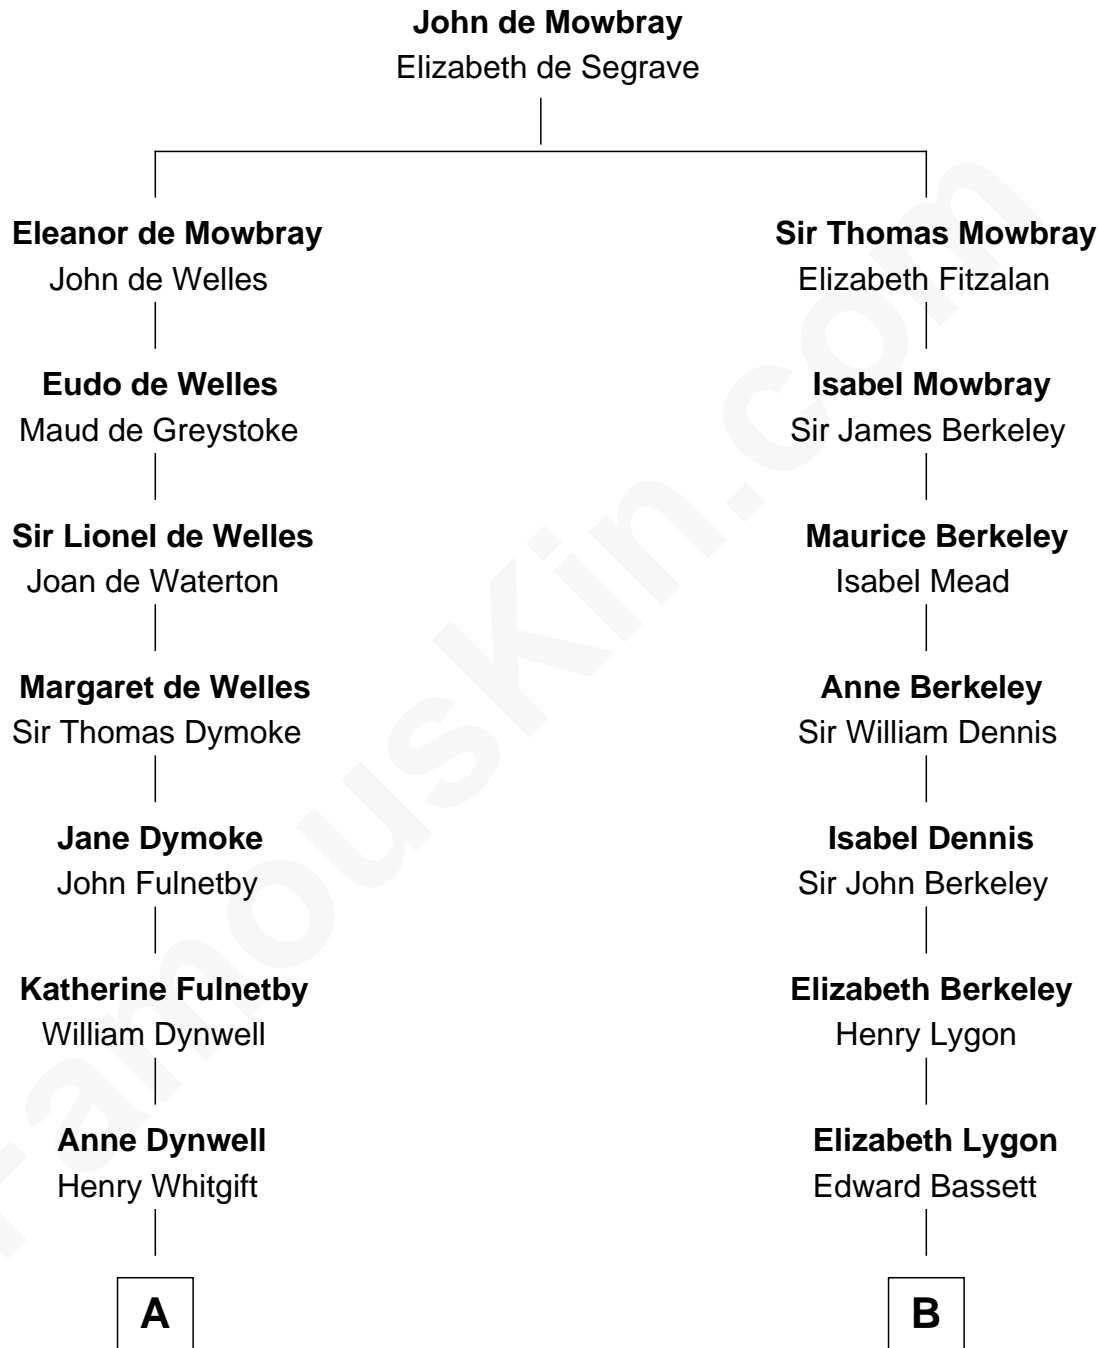 John de Mowbray
Elizabeth de Segrave
Eleanor de Mowbray
John de Welles
Sir Thomas Mowbray
Elizabeth Fitzalan
Eudo de Welles
Maud de Greystoke
Isabel Mowbray
Sir James Berkeley
Sir Lionel de Welles
Joan de Waterton
Maurice Berkeley
Isabel Mead
Margaret de Welles
Sir Thomas Dymoke
Anne Berkeley
Sir William Dennis
Jane Dymoke
John Fulnetby
Isabel Dennis
Sir John Berkeley
Katherine Fulnetby
William Dynwell
Elizabeth Berkeley
Henry Lygon
Anne Dynwell
Henry Whitgift
Elizabeth Lygon
Edward Bassett
A
B
FamousKin.com